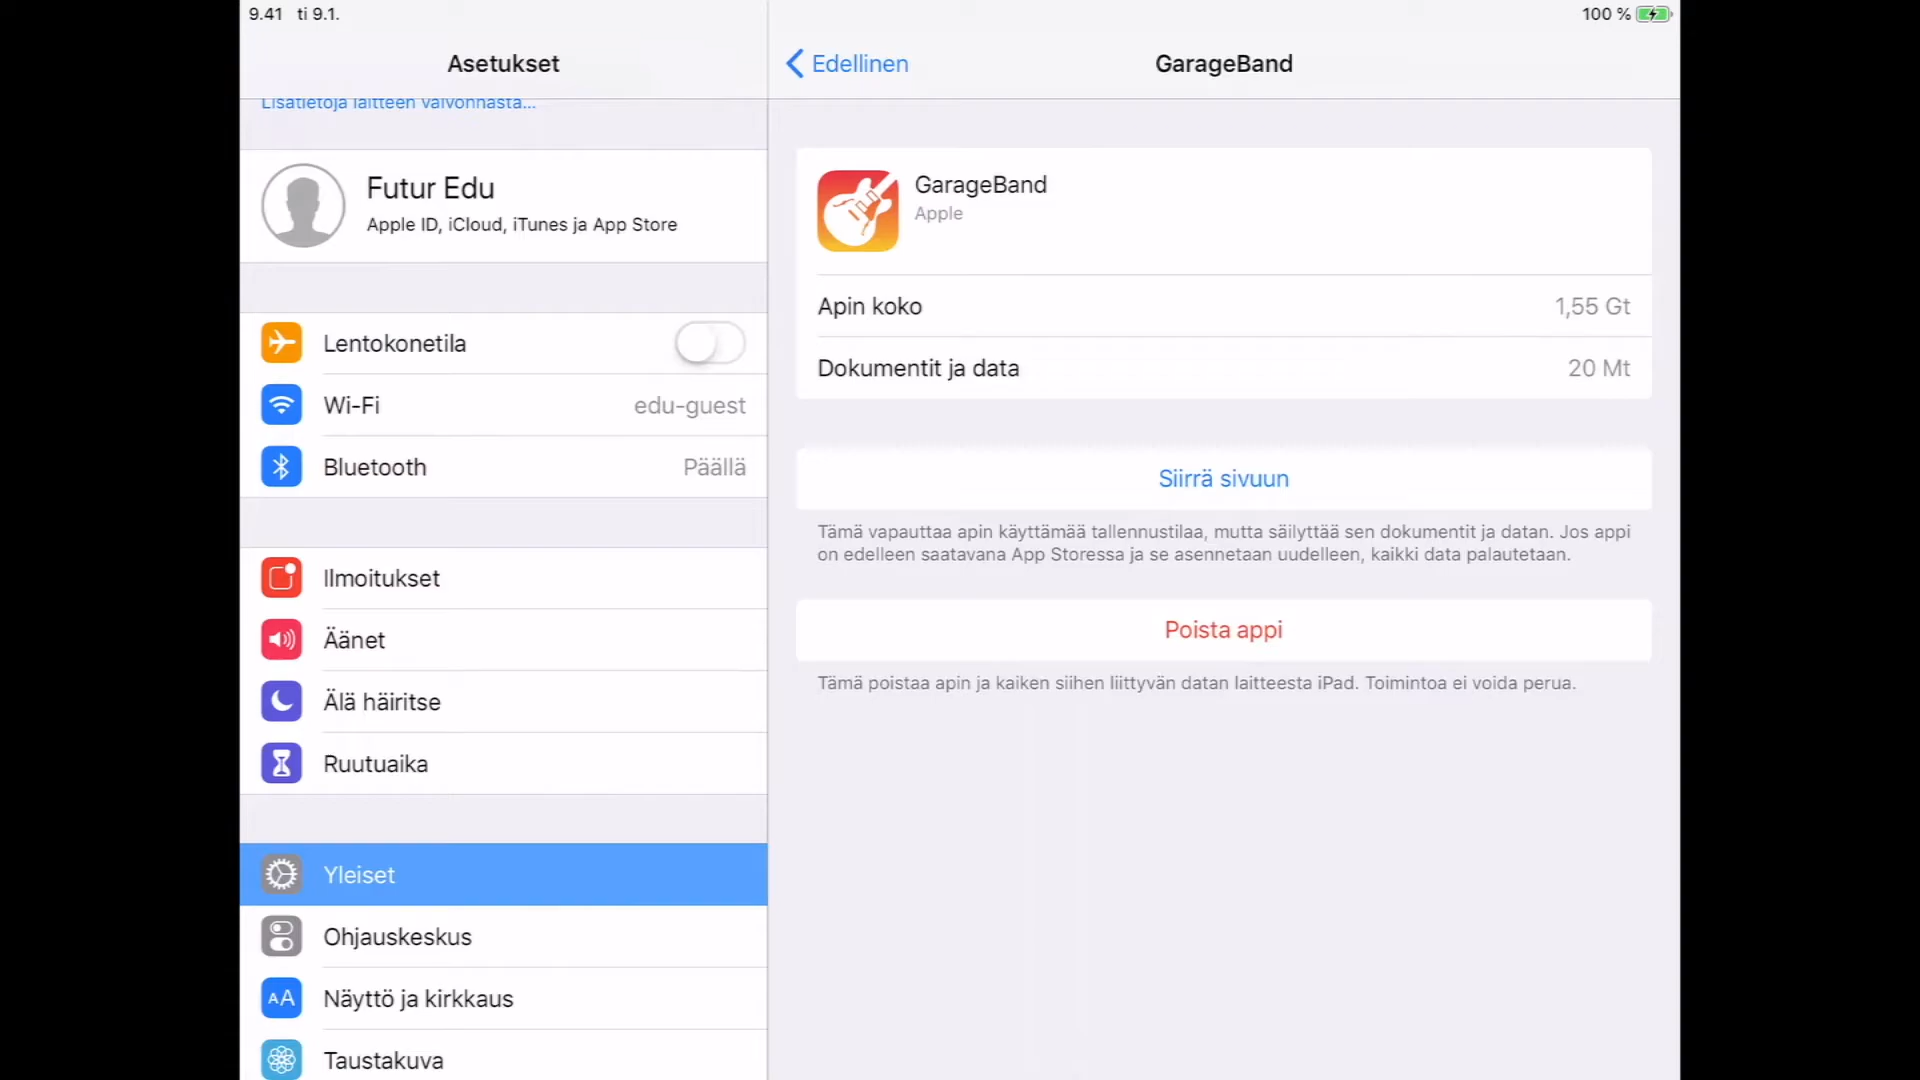 9.41 ti 9.1.
100 %
Asetukset
Edellinen
GarageBand
Lisätietoja laitteen valvonnasta...
Futur Edu
Apple ID, iCloud, iTunes ja App Store
Lentokonetila
Wi-Fi
edu-guest
Bluetooth
Päällä
Ilmoitukset
Äänet
Älä häiritse
Ruutuaika
Yleiset
Ohjauskeskus
AA
Näyttö ja kirkkaus
Taustakuva
GarageBand
Apple
Apin koko
1,55 Gt
Dokumentit ja data
20 Mt
Siirrä sivuun
Tämä vapauttaa apin käyttämää tallennustilaa, mutta säilyttää sen dokumentit ja datan. Jos appi
on edelleen saatavana App Storessa ja se asennetaan uudelleen, kaikki data palautetaan.
Poista appi
Tämä poistaa apin ja kaiken siihen liittyvän datan laitteesta iPad. Toimintoa ei voida perua.